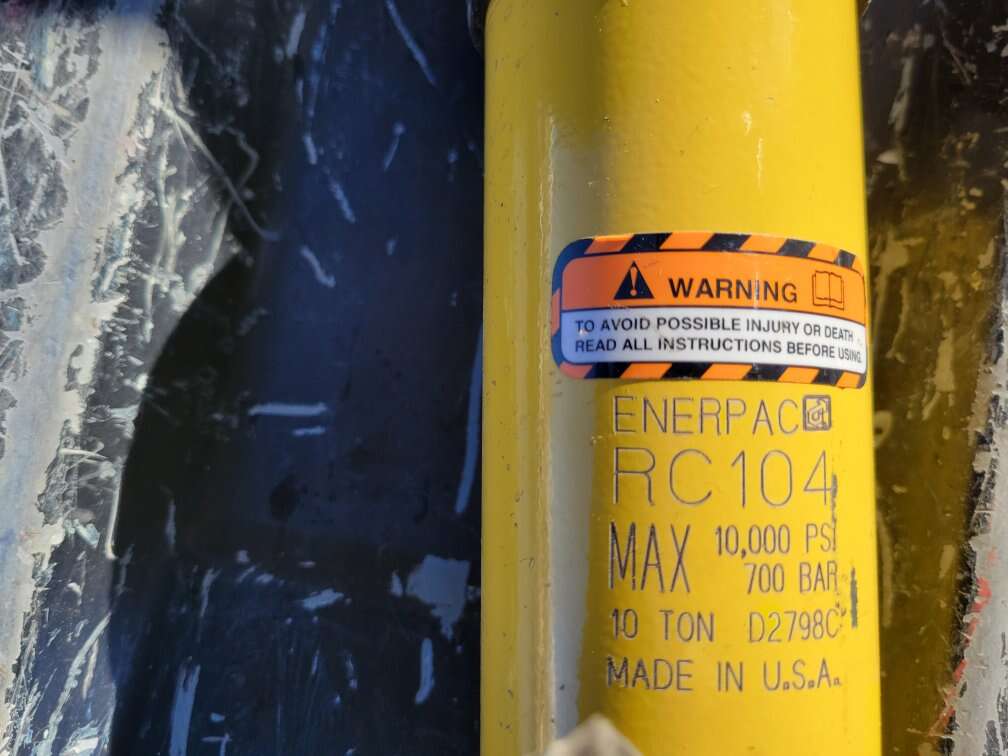 WARNING
TO AVOID POSSIBLE INJURY OR DEATH
READ ALL INSTRUCTIONS BEFORE USING.
ENERPAC
RC104
MAX 10,000 PSI
700 BAR
10 TON D2798C
MADE IN U.S.A.